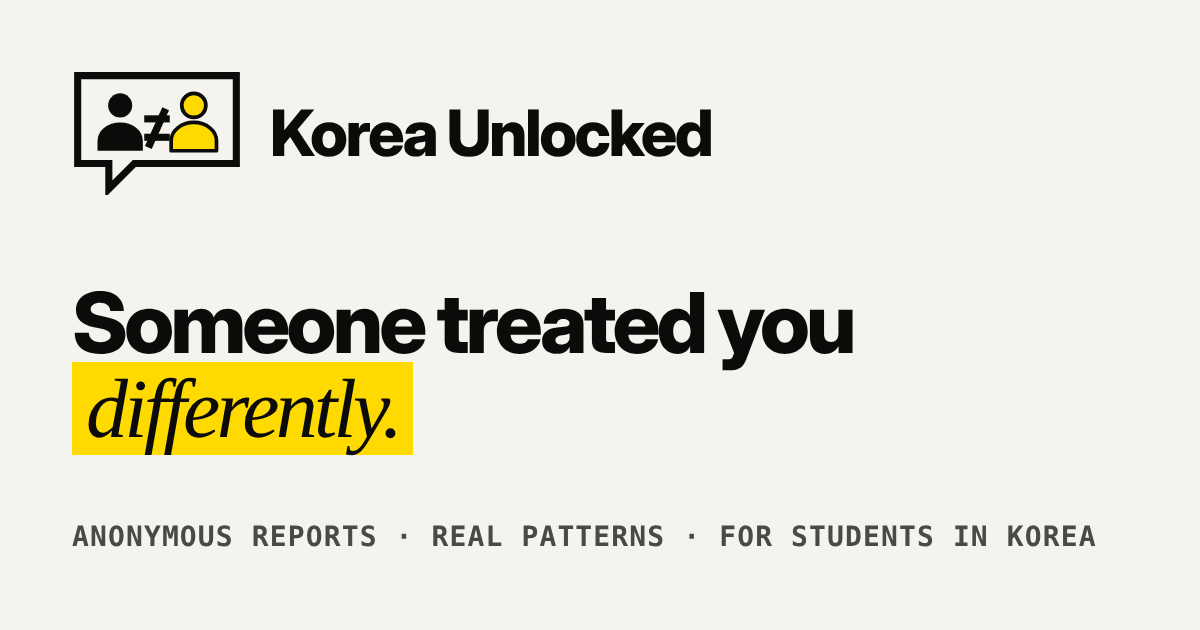 Korea Unlocked
Someone treated you
differently.
ANONYMOUS REPORTS · REAL PATTERNS · FOR STUDENTS IN KOREA